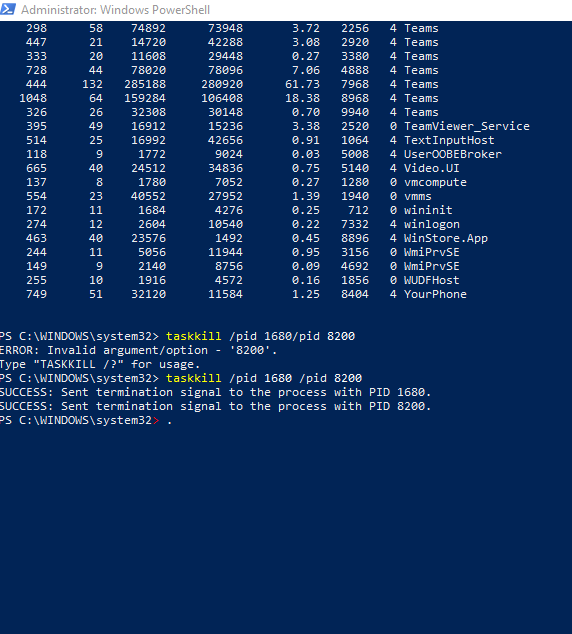 Administrator: Windows PowerShell
298 58 74892 73948 3.72 2256 4 Teams
447 21 14720 42288 3.08 2920 4 Teams
333 20 11608 29448 0.27 3380 4 Teams
728 44 78020 78096 7.06 4888 4 Teams
444 132 285188 280920 61.73 7968 4 Teams
1048 64 159284 106408 18.38 8968 4 Teams
326 26 32308 30148 0.70 9940 4 Teams
395 49 16912 15236 3.38 2520 0 TeamViewer_Service
514 25 16992 42656 0.91 1064 4 TextInputHost
118 9 1772 9024 0.03 5008 4 UserOOBEBroker
665 40 24512 34836 0.75 5140 4 Video.UI
137 8 1780 7052 0.27 1280 0 vmcompute
554 23 40552 27952 1.39 1940 0 vmms
172 11 1684 4276 0.25 712 0 wininit
274 12 2604 10540 0.22 7332 4 winlogon
463 40 23576 1492 0.45 8896 4 WinStore.App
244 11 5056 11944 0.95 3156 0 WmiPrvSE
149 9 2140 8756 0.09 4692 0 WmiPrvSE
255 10 1916 4572 0.16 1856 0 WUDFHost
749 51 32120 11584 1.25 8404 4 YourPhone
PS C:\WINDOWS\system32> taskkill /pid 1680/pid 8200
ERROR: Invalid argument/option - '8200'.
Type "TASKKILL /?" for usage.
PS C:\WINDOWS\system32> taskkill /pid 1680 /pid 8200
SUCCESS: Sent termination signal to the process with PID 1680.
SUCCESS: Sent termination signal to the process with PID 8200.
PS C:\WINDOWS\system32> .